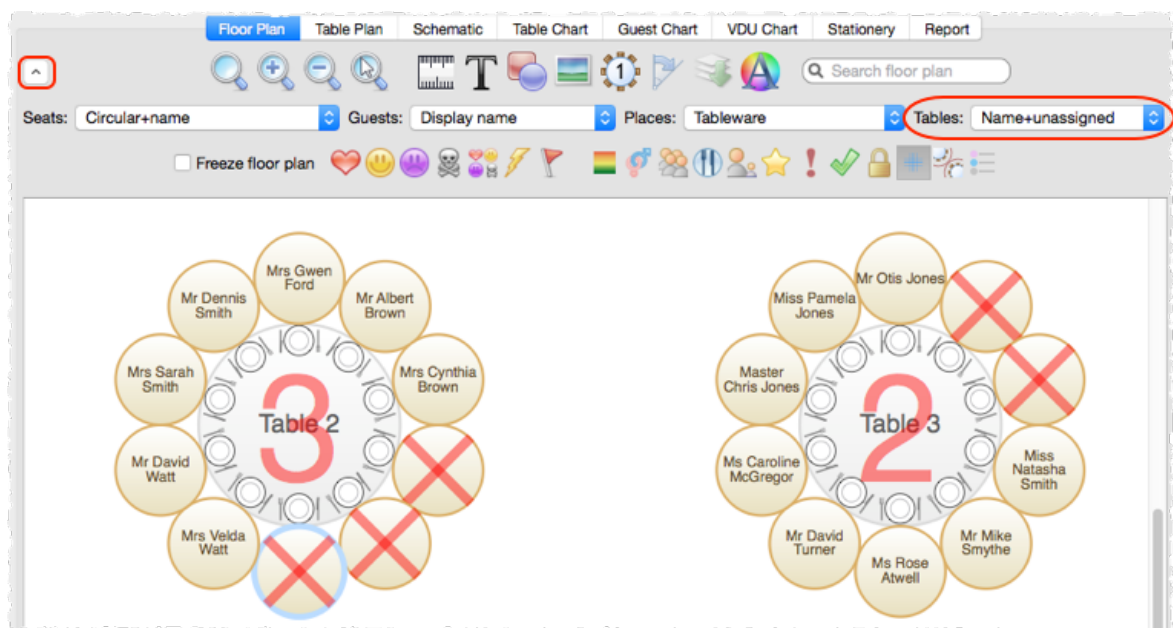 Floor Plan Table Plan Schematic Table Chart Guest Chart VDU Chart Stationery Report
T 1 A Search floor plan
Seats: Circular+name Guests: Display name Places: Tableware Tables: Name+unassigned
Freeze floor plan
Mrs Gwen
Ford
Mr Dennis
Smith
Mr Albert
Brown
Mrs Sarah
Smith
Mrs Cynthia
Brown
Table 2
3
Mr David
Watt
Mrs Velda
Watt
Mr Otis Jones
Miss Pamela
Jones
Master
Chris Jones
Table 3
2
Ms Caroline
McGregor
Miss
Natasha
Smith
Mr David
Turner
Mr Mike
Smythe
Ms Rose
Atwell